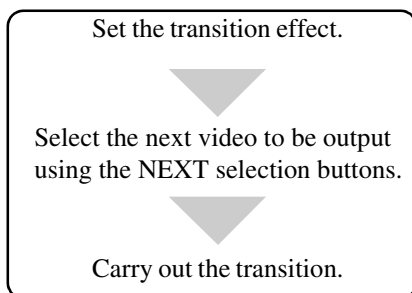 Set the transition effect.
Select the next video to be output
using the NEXT selection buttons.
Carry out the transition.